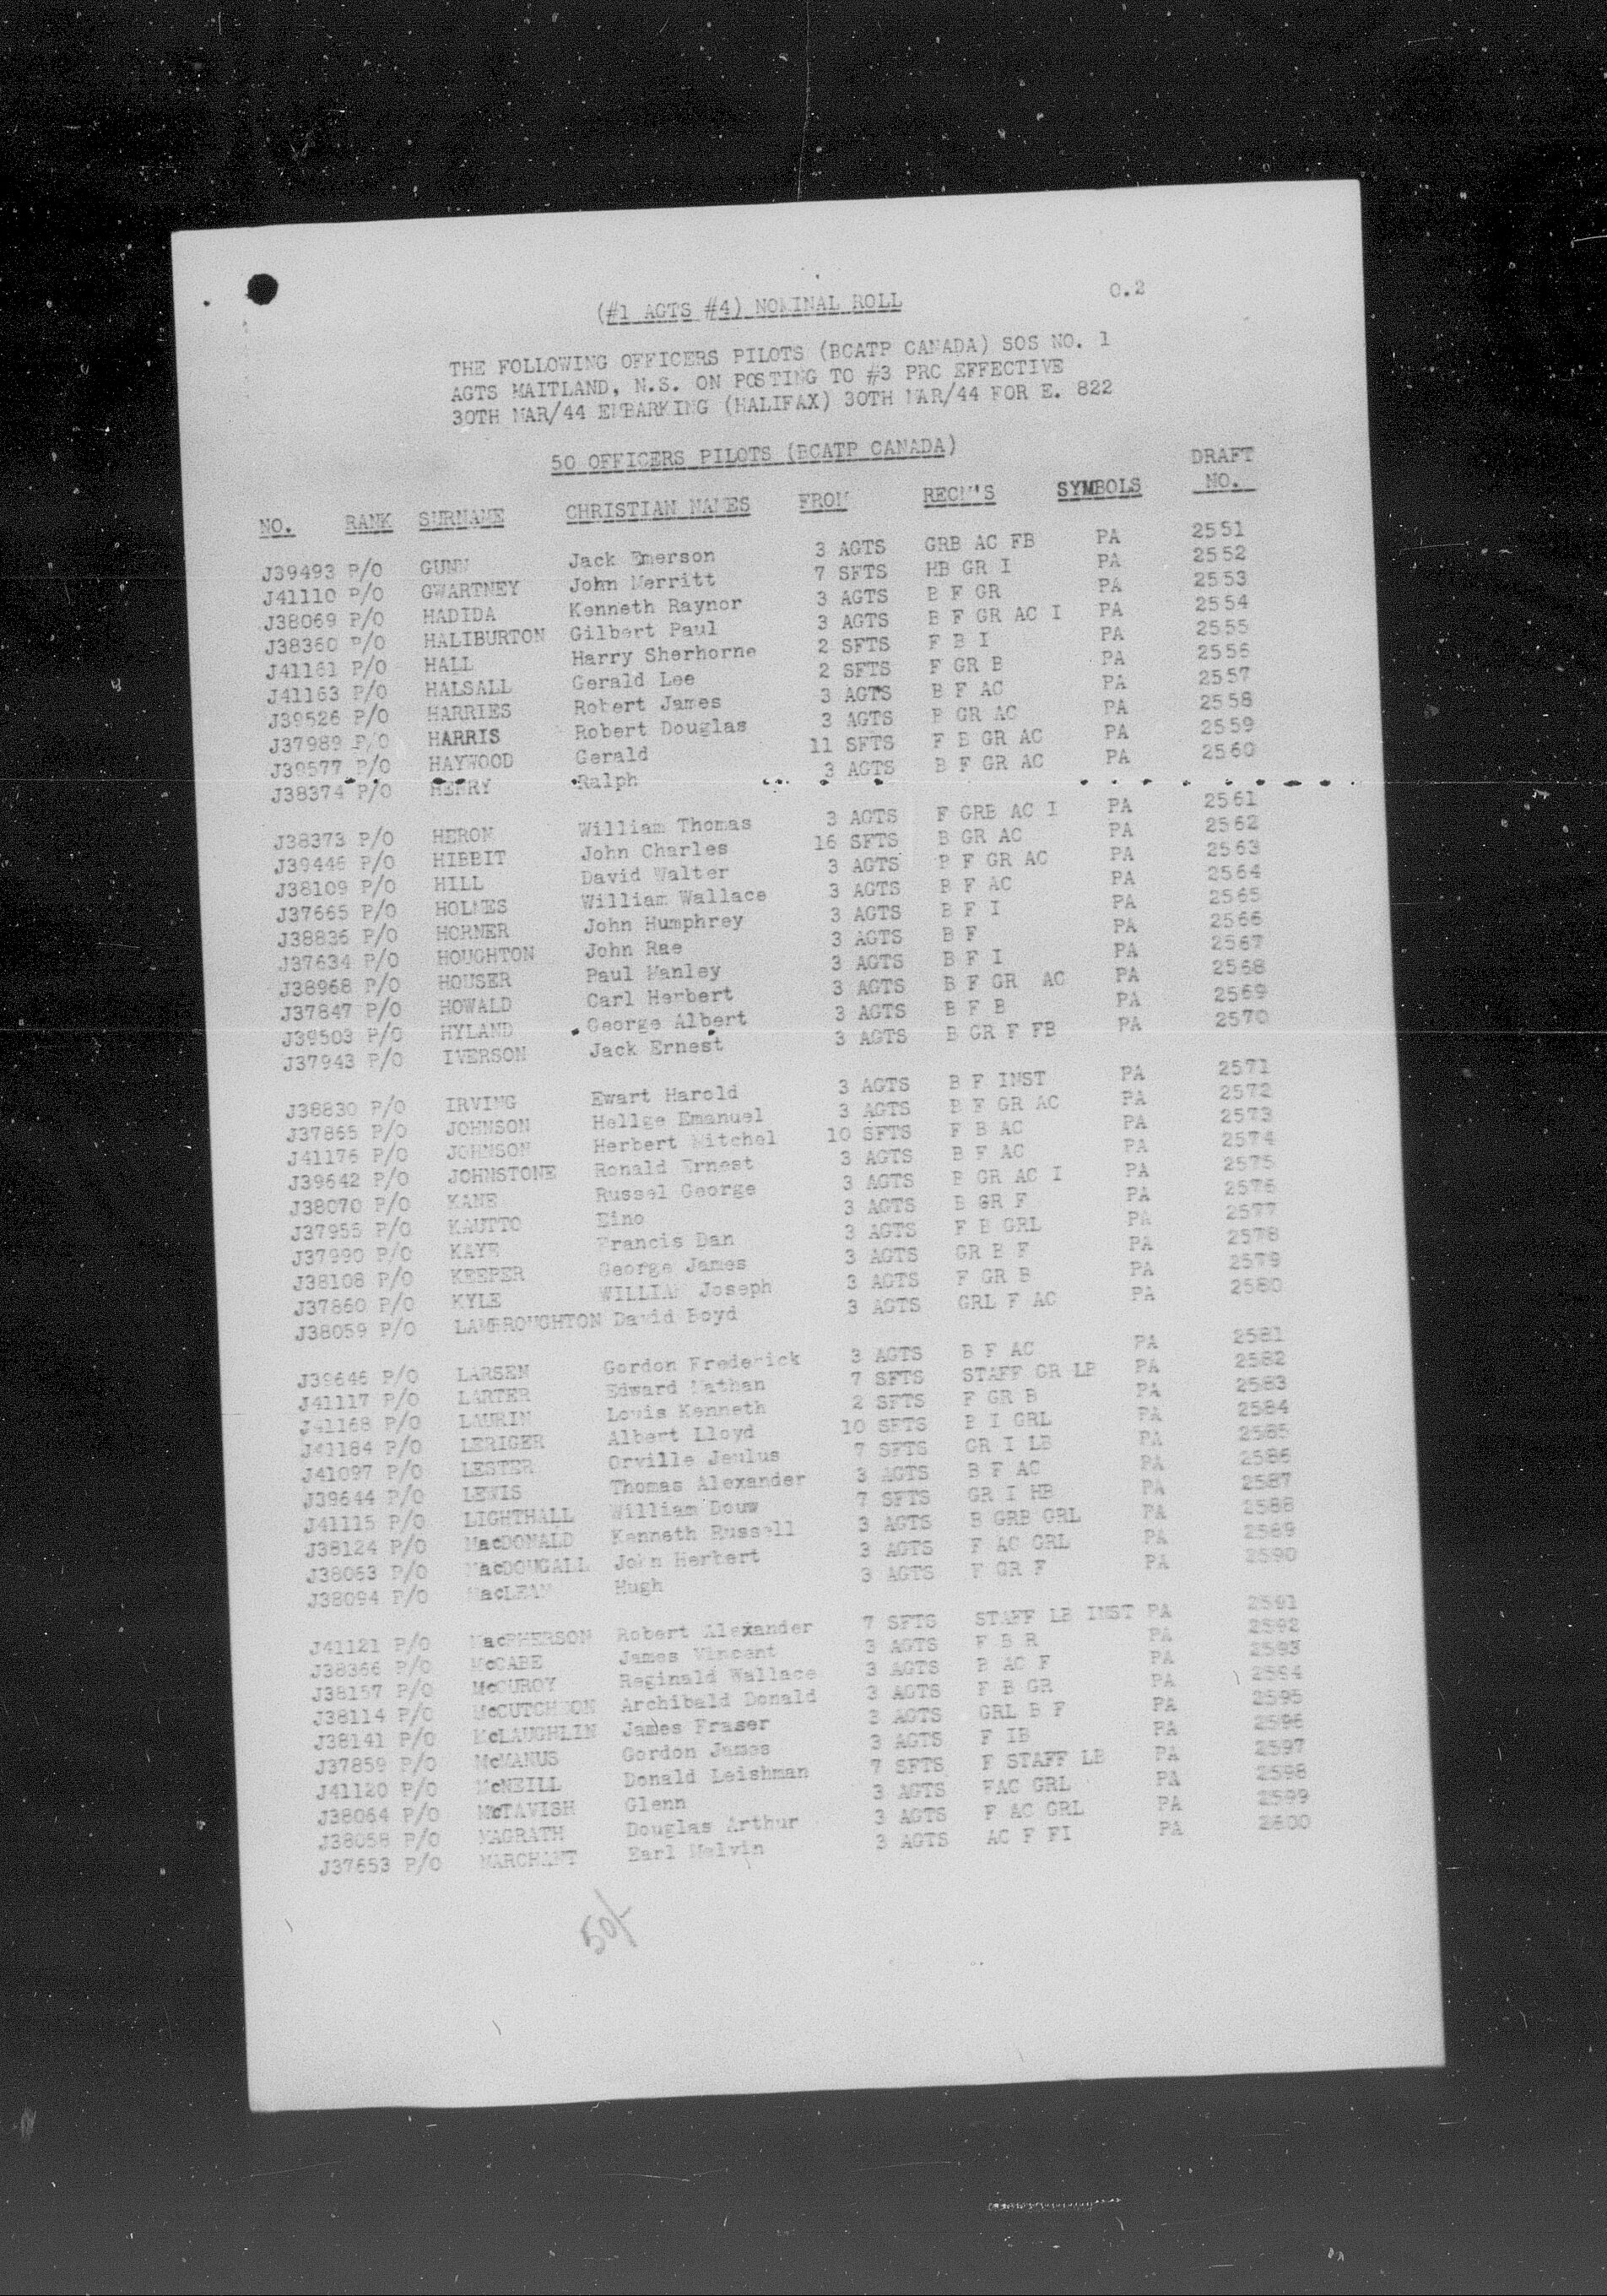 O.2
(#1 AGTS #4) NOMINAL ROLL
THE FOLLOWING OFFICERS PILOTS (BCATP CANADA) SOS NO. 1
AGTS MAITLAND, N.S. ON POSTING TO #3 PRC EFFECTIVE
30TH MAR/44 EMBARKING (HALIFAX) 30TH MAR/44 FOR E. 822
50 OFFICERS PILOTS (BCATP CANADA)
NO. RANK SURNAME CHRISTIAN NAMES FROM RECM'S SYMBOLS DRAFT NO.
J39493 P/O GUNN Jack Emerson 3 AGTS GRB AC FB PA 2551
J41110 P/O GWARTNEY John Merritt 7 SFTS HB GR I PA 2552
J38069 P/O HADIDA Kenneth Raynor 3 AGTS B F GR PA 2553
J38360 P/O HALIBURTON Gilbert Paul 3 AGTS B F GR AC I PA 2554
J41161 P/O HALL Harry Sherhorne 2 SFTS F B I PA 2555
J41163 P/O HALSALL Gerald Lee 2 SFTS F GR B PA 2556
J39526 P/O HARRIES Robert James 3 AGTS B F AC PA 2557
J37989 P/O HARRIS Robert Douglas 3 AGTS F GR AC PA 2558
J39577 P/O HAYWOOD Gerald 11 SFTS F B GR AC PA 2559
J38374 P/O HENRY Ralph 3 AGTS B F GR AC PA 2560
J38373 P/O HERON William Thomas 3 AGTS F GRB AC I PA 2561
J39446 P/O HIBBIT John Charles 16 SFTS B GR AC PA 2562
J38109 P/O HILL David Walter 3 AGTS B F GR AC PA 2563
J37665 P/O HOLMES William Wallace 3 AGTS B F AC PA 2564
J38836 P/O HORNER John Humphrey 3 AGTS B F I PA 2565
J37634 P/O HOUGHTON John Rae 3 AGTS B F PA 2566
J38968 P/O HOUSER Paul Manley 3 AGTS B F I PA 2567
J37847 P/O HOWALD Carl Herbert 3 AGTS B F GR AC PA 2568
J39503 P/O HYLAND George Albert 3 AGTS B F B PA 2569
J37943 P/O IVERSON Jack Ernest 3 AGTS B GR F FB PA 2570
J38830 P/O IRVING Ewart Harold 3 AGTS B F INST PA 2571
J37865 P/O JOHNSON Hellge Emanuel 3 AGTS B F GR AC PA 2572
J41176 P/O JOHNSON Herbert Mitchel 10 SFTS F B AC PA 2573
J39642 P/O JOHNSTONE Ronald Ernest 3 AGTS B F AC PA 2574
J38070 P/O KANE Russel George 3 AGTS B GR AC I PA 2575
J37955 P/O KAUTTO Eino 3 AGTS B GR F PA 2576
J37990 P/O KAYE Francis Dan 3 AGTS F B GRL PA 2577
J38108 P/O KEEPER George James 3 AGTS GR B F PA 2578
J37860 P/O KYLE WILLIAM Joseph 3 AGTS F GR B PA 2579
J38059 P/O LAMBROUGHTON David Boyd 3 AGTS GRL F AC PA 2580
J39646 P/O LARSEN Gordon Frederick 3 AGTS B F AC PA 2581
J41117 P/O LARTER Edward Nathan 7 SFTS STAFF GR LB PA 2582
J41168 P/O LAURIN Lovis Kenneth 2 SFTS F GR B PA 2583
J41184 P/O LERIGER Albert Lloyd 10 SFTS B I GRL PA 2584
J41097 P/O LESTER Orville Jeulus 7 SFTS GR I LB PA 2585
J39644 P/O LEWIS Thomas Alexander 3 AGTS B F AC PA 2586
J41115 P/O LIGHTHALL William Douw 7 SFTS GR I HB PA 2587
J38124 P/O MacDONALD Kenneth Russell 3 AGTS B GRB GRL PA 2588
J38063 P/O MacDOUGALL John Herbert 3 AGTS F AC GRL PA 2589
J38094 P/O MacLEAN Hugh 3 AGTS F GR F PA 2590
J41121 P/O MacPHERSON Robert Alexander 7 SFTS STAFF LB INST PA 2591
J38366 P/O McCABE James Vincent 3 AGTS F B R PA 2592
J38157 P/O McCUROY Reginald Wallace 3 AGTS B AC F PA 2593
J38114 P/O McCUTCHEON Archibald Donald 3 AGTS F B GR PA 2594
J38141 P/O McLAUGHLIN James Fraser 3 AGTS GRL B F PA 2595
J37859 P/O McMANUS Gordon James 3 AGTS F IB PA 2596
J41120 P/O McNEILL Donald Leishman 7 SFTS F STAFF LB PA 2597
J38064 P/O McTAVISH Glenn 3 AGTS FAC GRL PA 2598
J38058 P/O MAGRATH Douglas Arthur 3 AGTS F AC GRL PA 2599
J37653 P/O MARCHANT Earl Melvin 3 AGTS AC F FI PA 2600
50/-